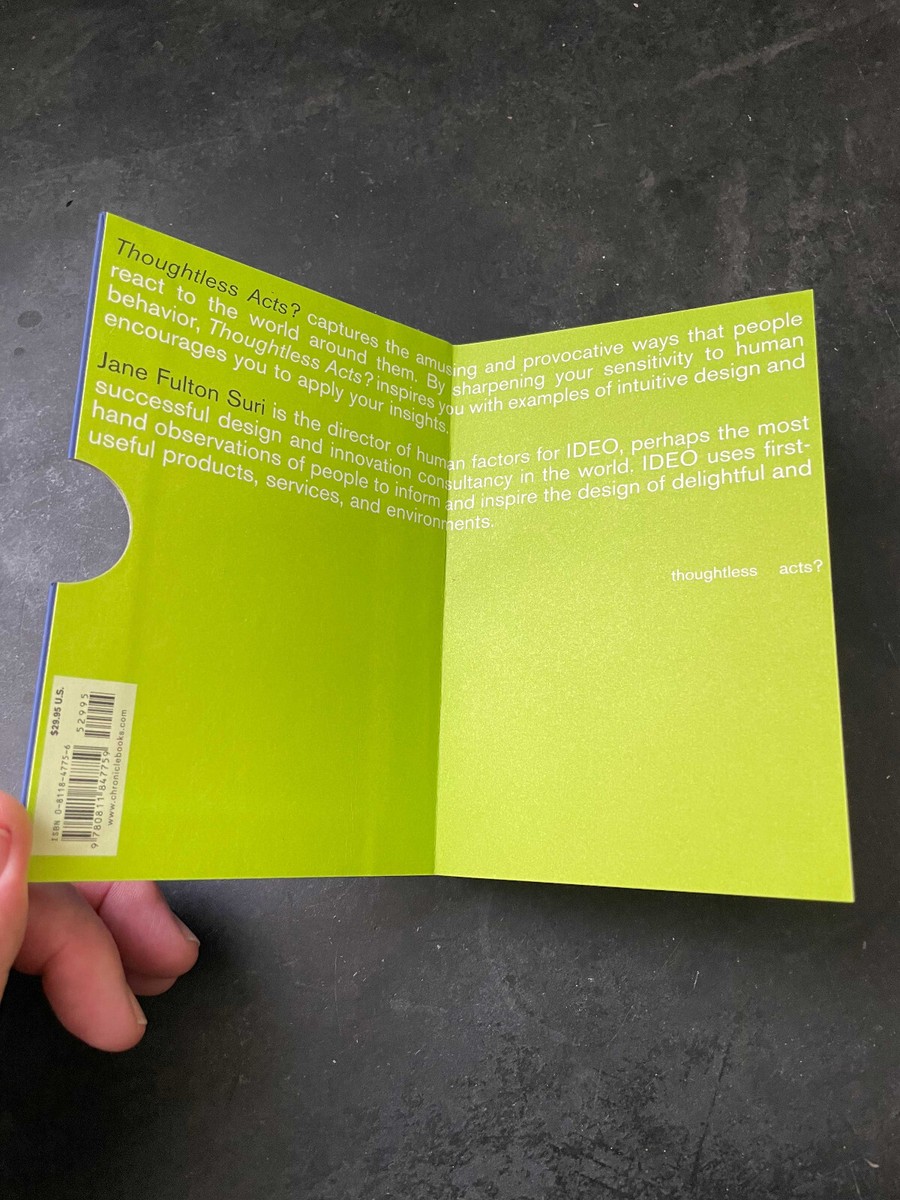 Thoughtless Acts? captures the amusing and provocative ways that people
react to the world around them. By sharpening your sensitivity to human
behavior, Thoughtless Acts? inspires you with examples of intuitive design and
encourages you to apply your insights.
Jane Fulton Suri is the director of human factors for IDEO, perhaps the most
successful design and innovation consultancy in the world. IDEO uses first-
hand observations of people to inform and inspire the design of delightful and
useful products, services, and environments.
thoughtless acts?
$29.95 U.S.
52995
ISBN 0-8118-4775-6
9 780811 847759
www.chroniclebooks.com